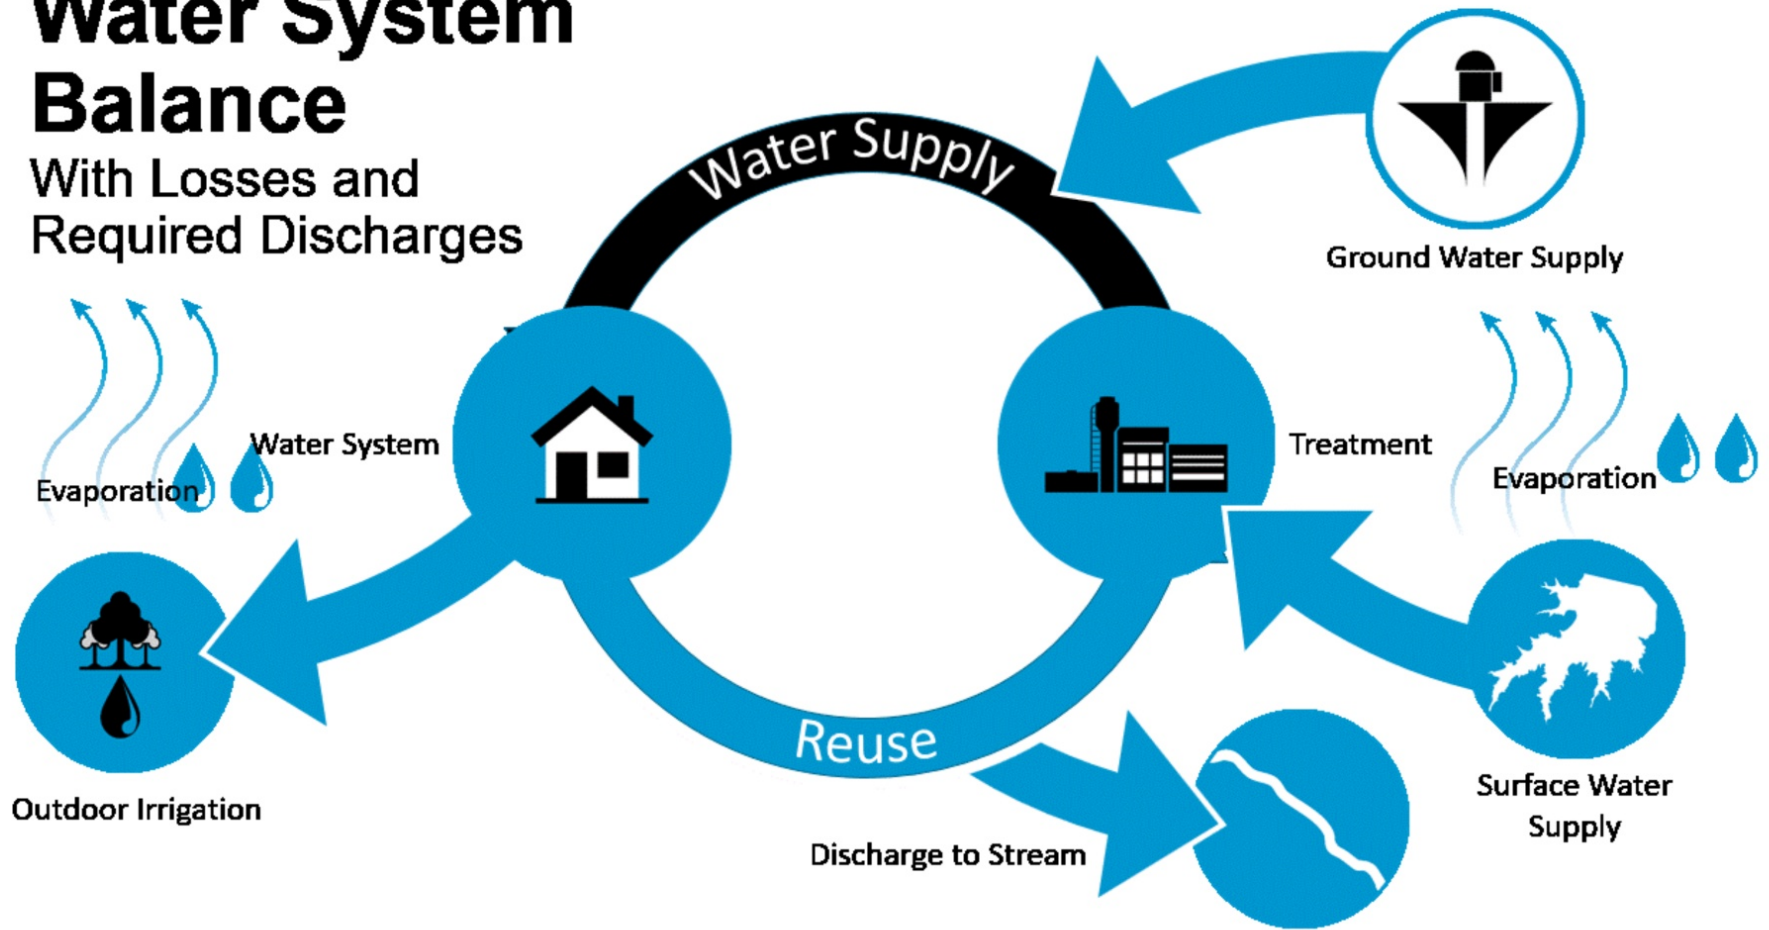 Water System
Balance
With Losses and
Required Discharges
Water Supply
Ground Water Supply
Water System
Treatment
Evaporation
Evaporation
Reuse
Outdoor Irrigation
Surface Water
Supply
Discharge to Stream